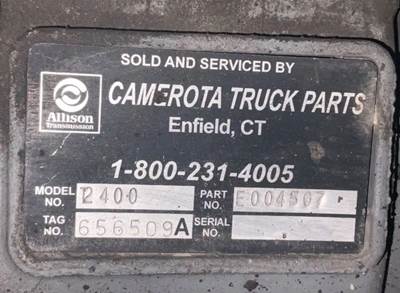 SOLD AND SERVICED BY
Allison
Transmission
CAMEROTA TRUCK PARTS
Enfield, CT
1-800-231-4005
MODEL NO. 2400 PART NO. E004507
TAG NO. 656509A SERIAL NO.